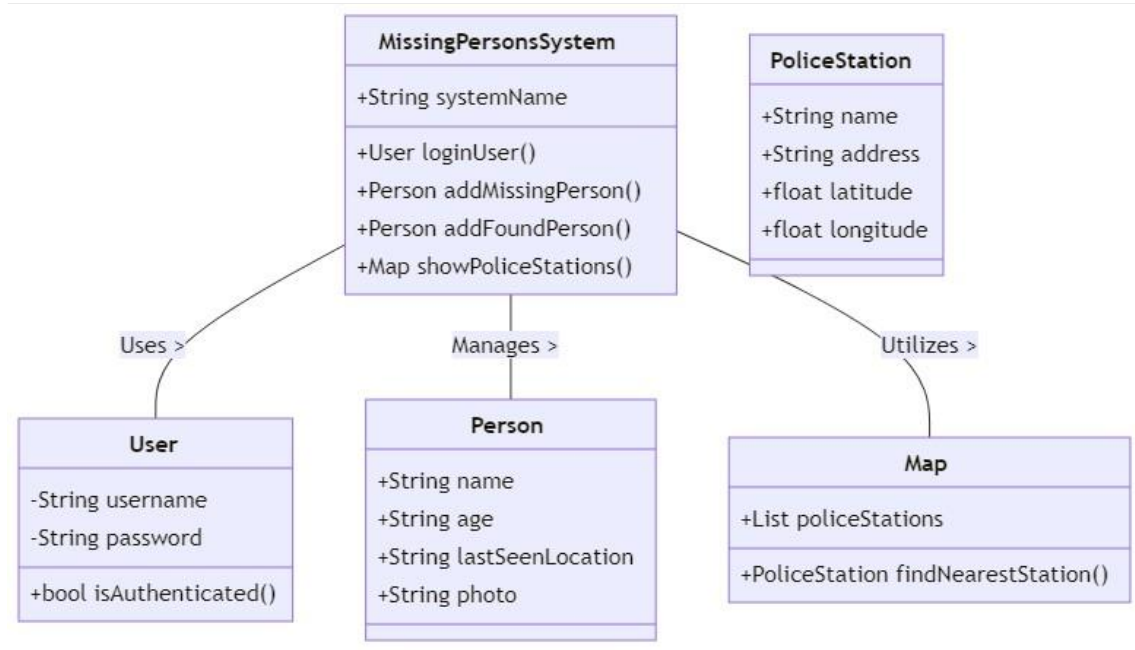 MissingPersonsSystem
+String systemName
+User loginUser()
+Person addMissingPerson()
+Person addFoundPerson()
+Map showPoliceStations()
PoliceStation
+String name
+String address
+float latitude
+float longitude
Uses >
Manages >
Utilizes >
User
-String username
-String password
+bool isAuthenticated()
Person
+String name
+String age
+String lastSeenLocation
+String photo
Map
+List policeStations
+PoliceStation findNearestStation()